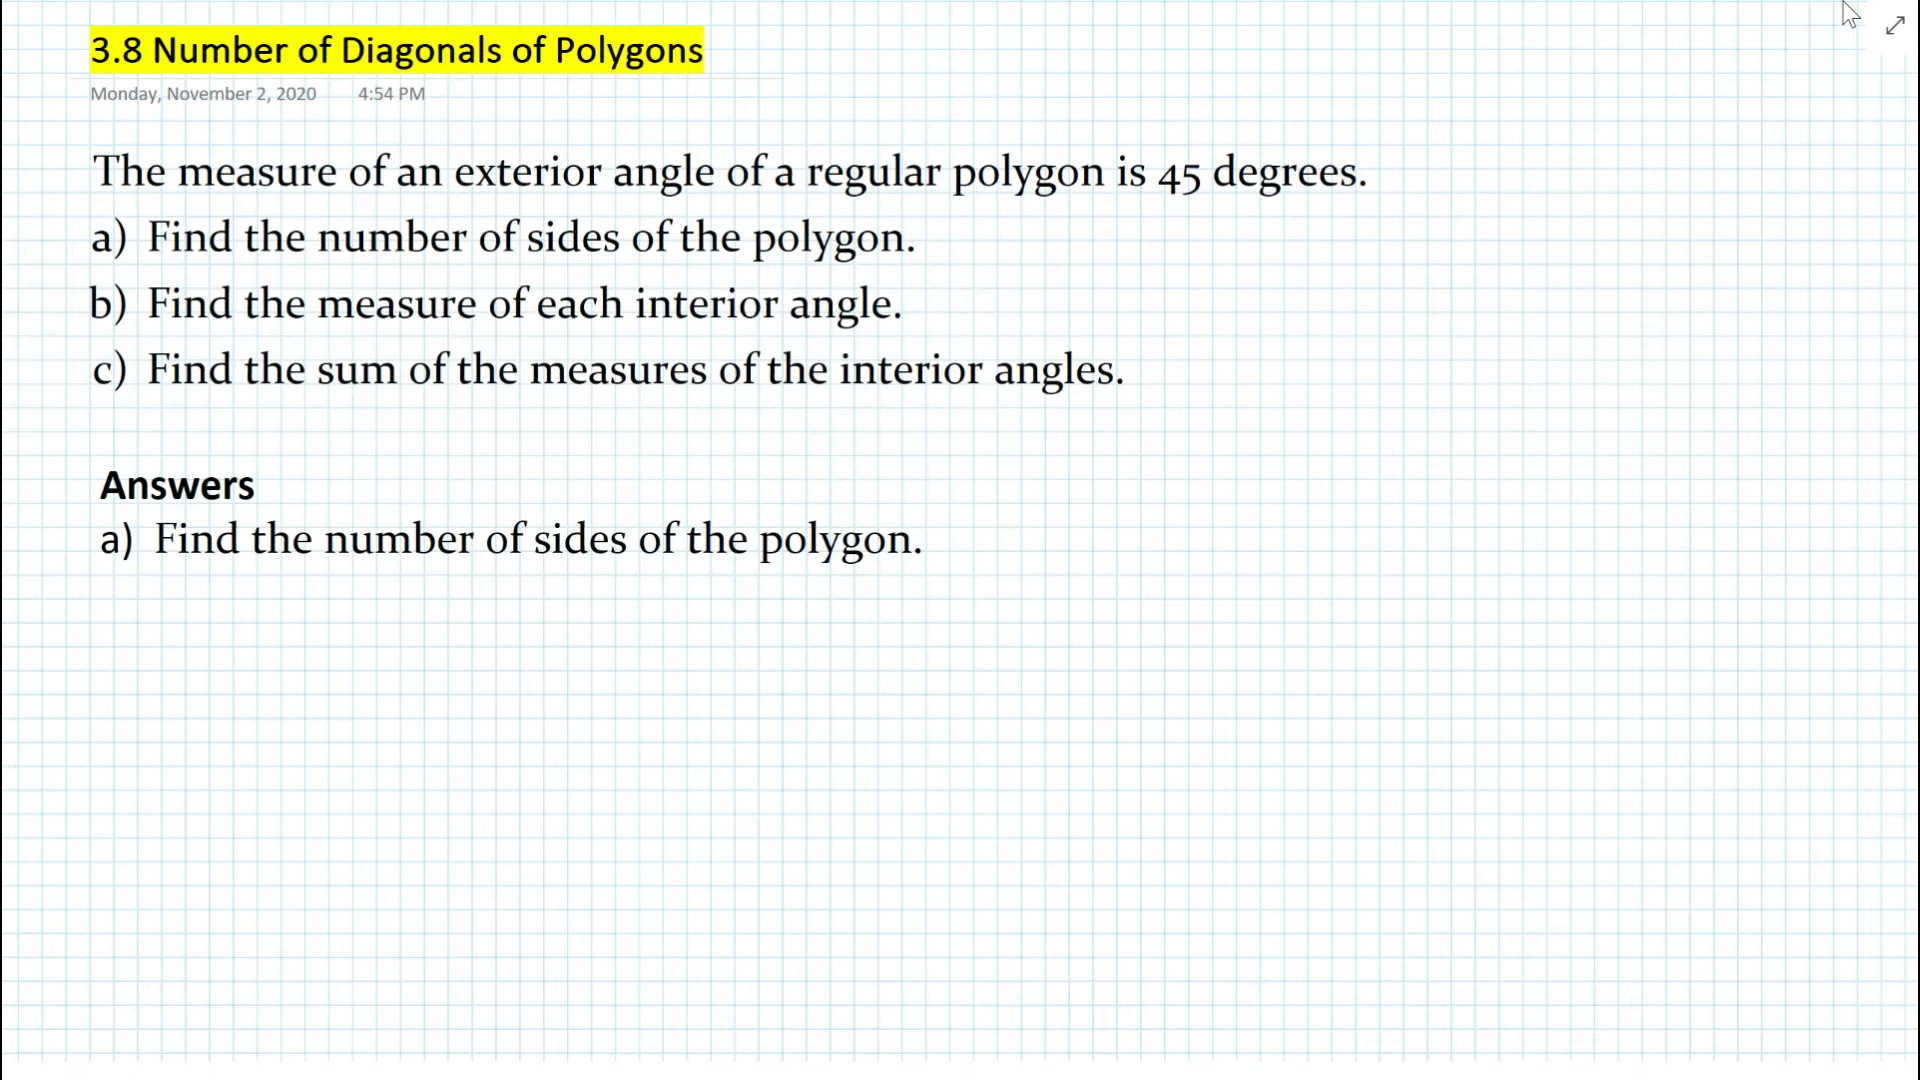 3.8 Number of Diagonals of Polygons
Monday, November 2, 2020 4:54 PM
The measure of an exterior angle of a regular polygon is 45 degrees.
a) Find the number of sides of the polygon.
b) Find the measure of each interior angle.
c) Find the sum of the measures of the interior angles.
Answers
a) Find the number of sides of the polygon.